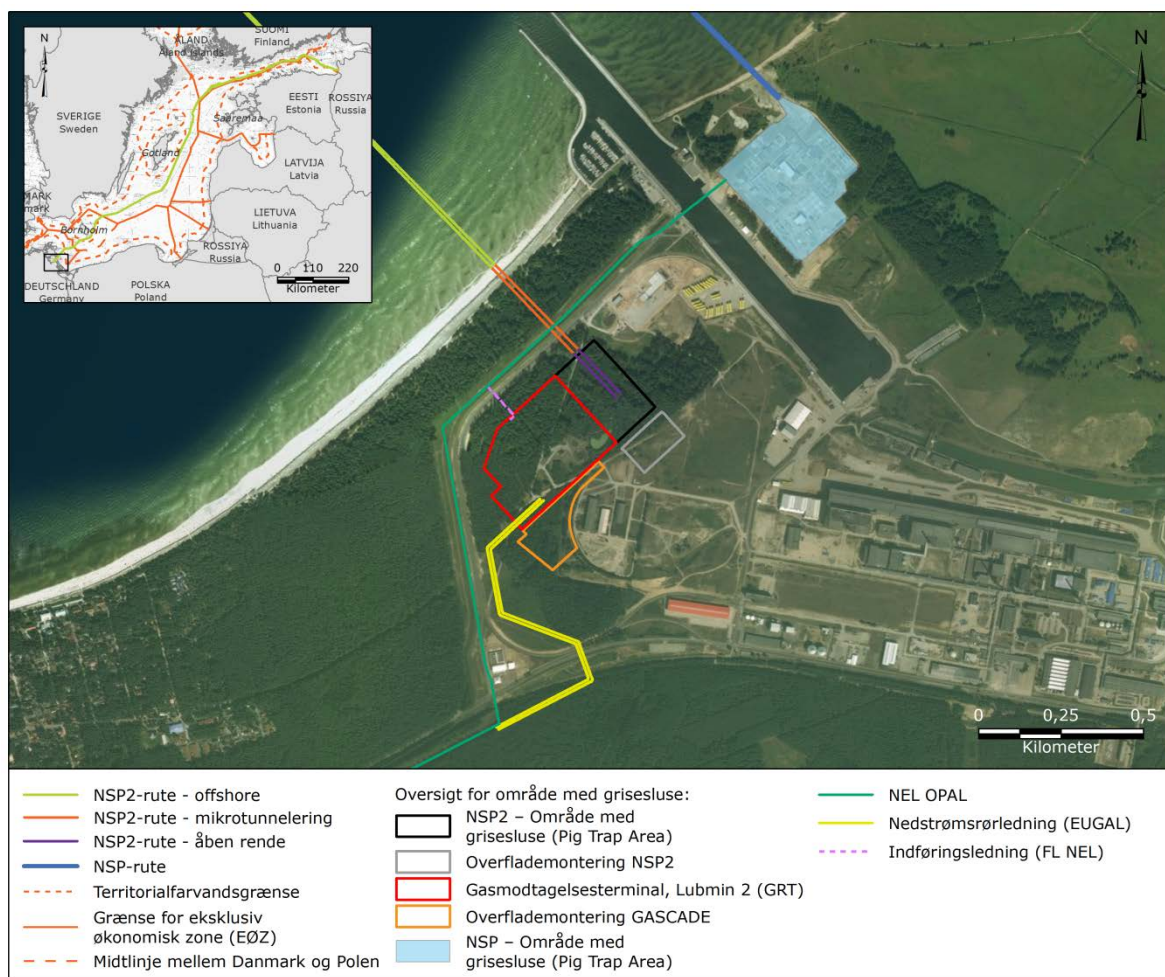 N
ÅLAND
Åland Islands
SUOMI
Finland
SVERIGE
Sweden
EESTI
Estonia
ROSSIYA
Russia
Saaremaa
Gotland
LATVIJA
Latvia
MARK
mark
LIETUVA
Lithuania
Bornholm
ROSSIYA
Russia
DEUTSCHLAND
Germany
POLSKA
Poland
0 110 220
Kilometer
N
0 0,25 0,5
Kilometer
NSP2-rute - offshore
NSP2-rute - mikrotunnelering
NSP2-rute - åben rende
NSP-rute
Territorialfarvandsgrænse
Grænse for eksklusiv
økonomisk zone (EØZ)
Midtlinje mellem Danmark og Polen
Oversigt for område med grisesluse:
NSP2 – Område med
grisesluse (Pig Trap Area)
Overflademontering NSP2
Gasmodtagelsesterminal, Lubmin 2 (GRT)
Overflademontering GASCADE
NSP – Område med
grisesluse (Pig Trap Area)
NEL OPAL
Nedstrømsrørledning (EUGAL)
Indføringsledning (FL NEL)